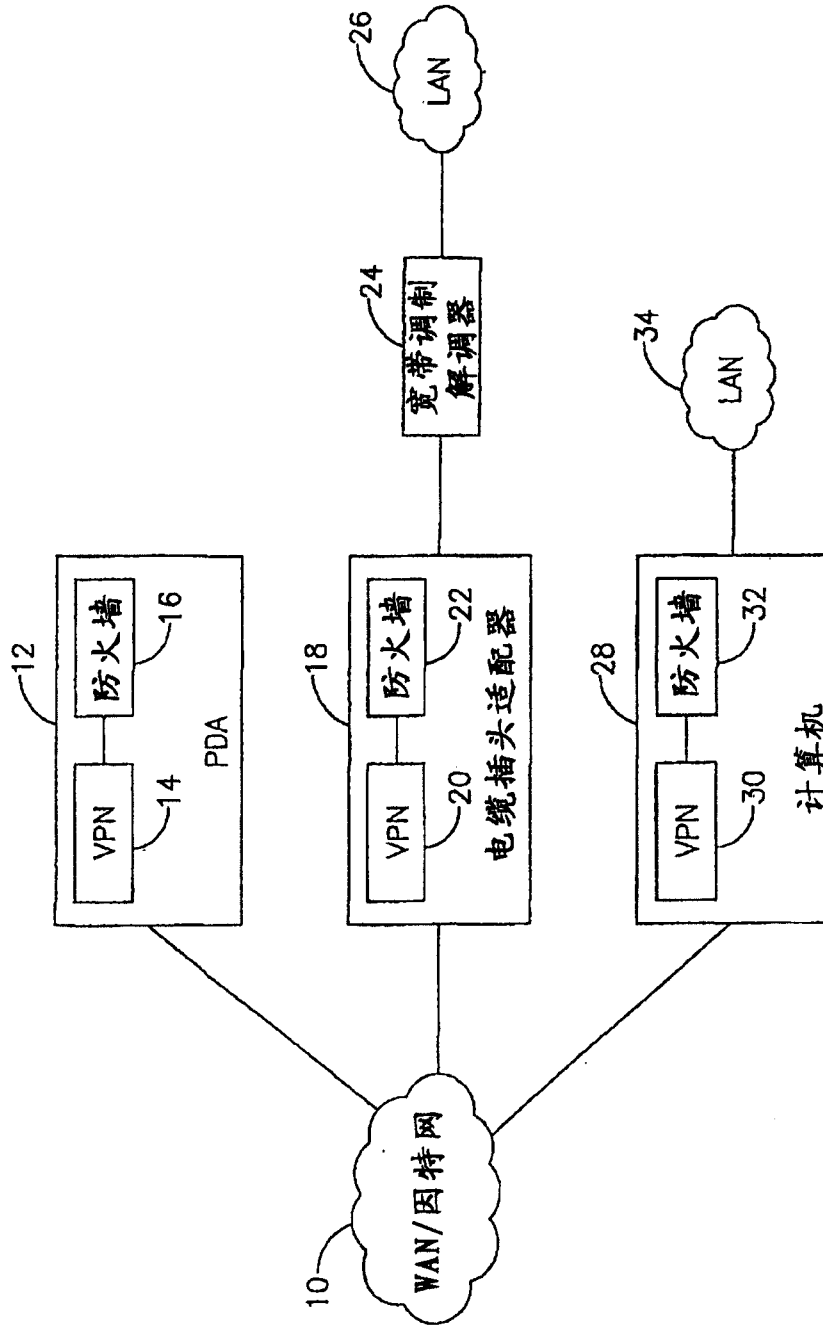 12
VPN
防火墙
14
16
PDA
10
WAN/因特网
18
VPN
防火墙
20
22
电缆插头适配器
24
宽带调制
解调器
26
LAN
28
VPN
防火墙
30
32
计算机
34
LAN